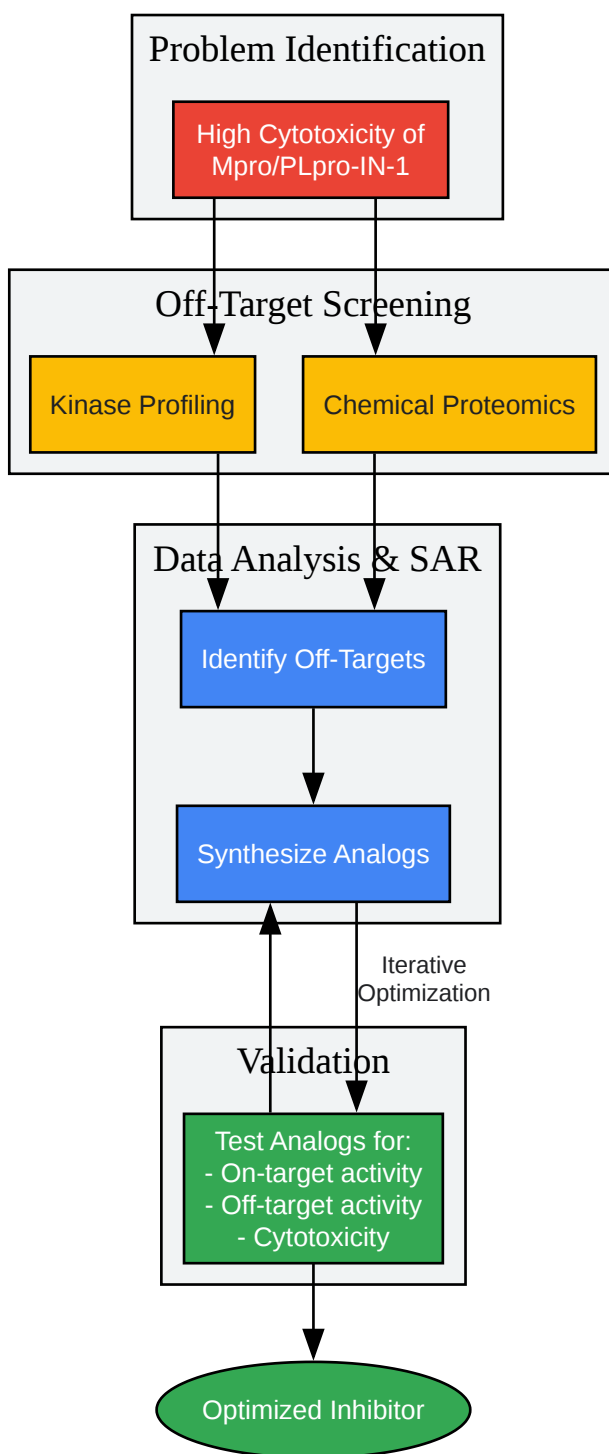 Problem Identification
High Cytotoxicity of
Mpro/PLpro-IN-1
Off-Target Screening
Kinase Profiling
Chemical Proteomics
Data Analysis & SAR
Identify Off-Targets
Synthesize Analogs
Iterative
Optimization
Validation
Test Analogs for:
- On-target activity
- Off-target activity
- Cytotoxicity
Optimized Inhibitor